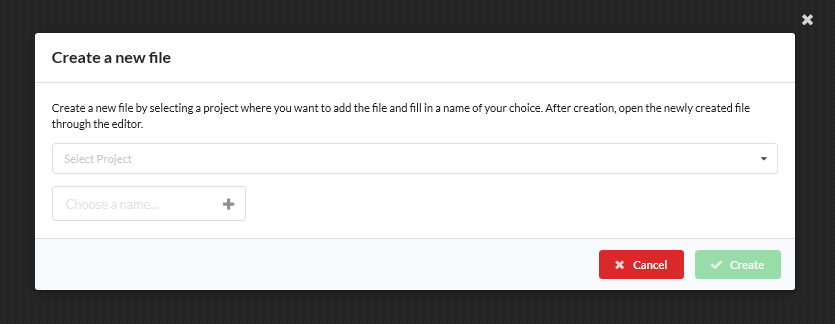 Create a new file
Create a new file by selecting a project where you want to add the file and fill in a name of your choice. After creation, open the newly created file
through the editor.
Select Project
Choose a name...
Cancel
Create